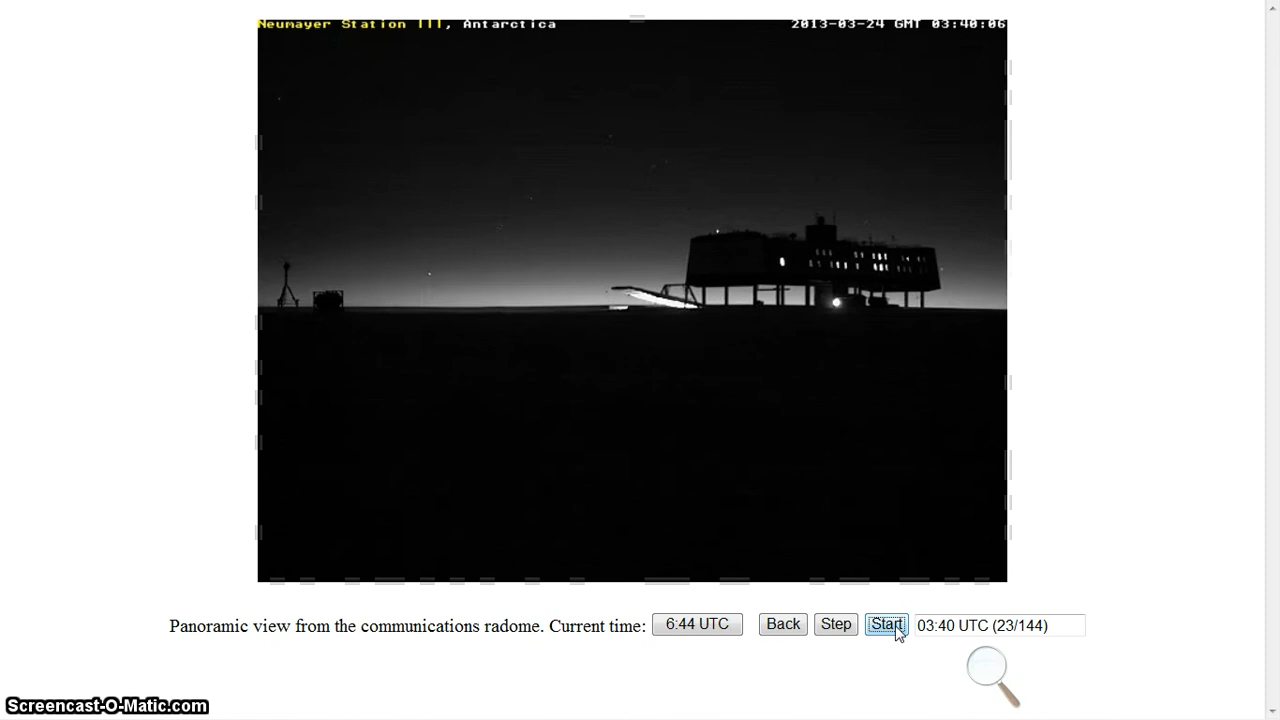 Neumayer Station III, Antarctica 2013-03-24 GMT 03:40:06
Panoramic view from the communications radome. Current time: 6:44 UTC Back Step Start 03:40 UTC (23/144)
Screencast-O-Matic.com